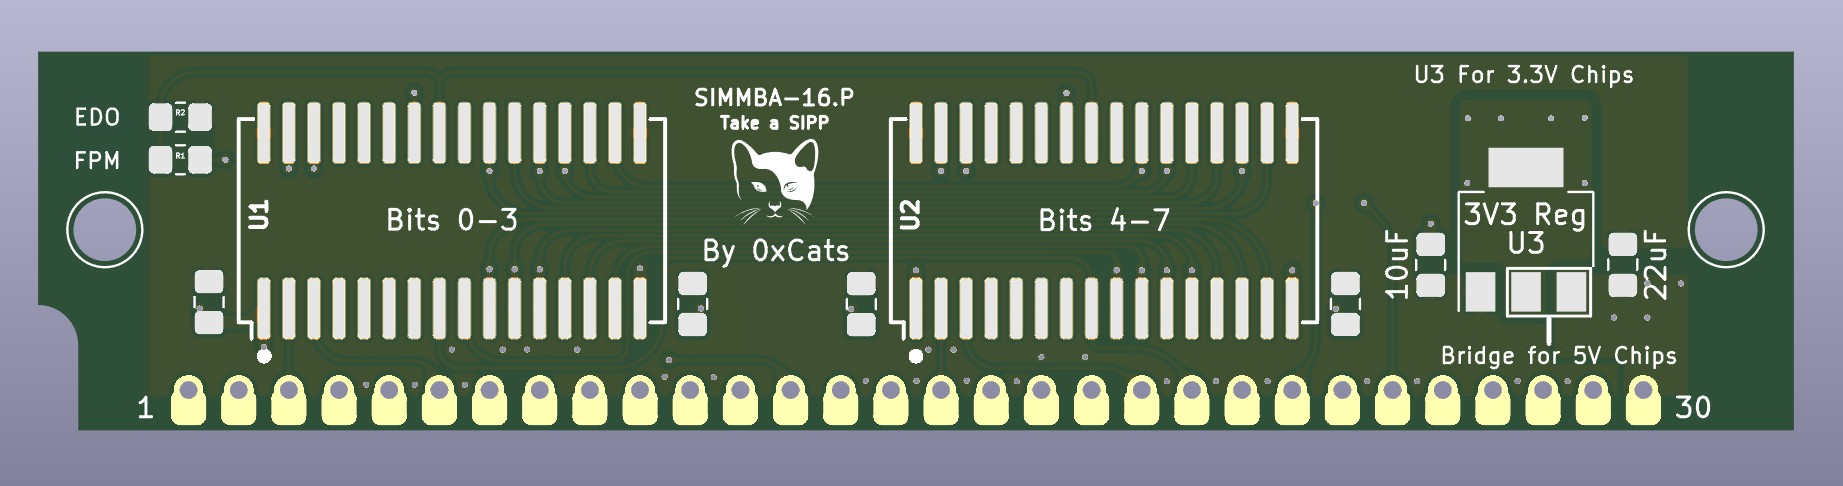 U3 For 3.3V Chips
SIMMBA-16.P
Take a SIPP
EDO
R2
FPM
R1
U1
Bits 0-3
By 0xCats
U2
Bits 4-7
10uF
3V3 Reg
U3
22uF
Bridge for 5V Chips
1
30